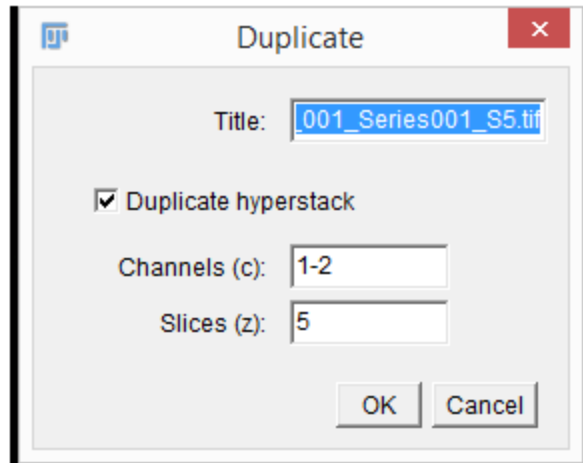 Duplicate
Title: _001_Series001_S5.tif
Duplicate hyperstack
Channels (c): 1-2
Slices (z): 5
OK Cancel